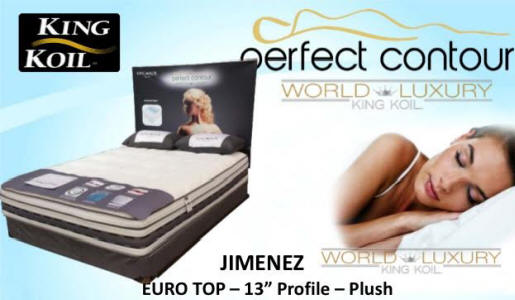 KING
KOIL
perfect contour
WORLD LUXURY
KING KOIL.
perfect contour
WORLD LUXURY
KING KOIL.
JIMENEZ
EURO TOP – 13” Profile – Plush